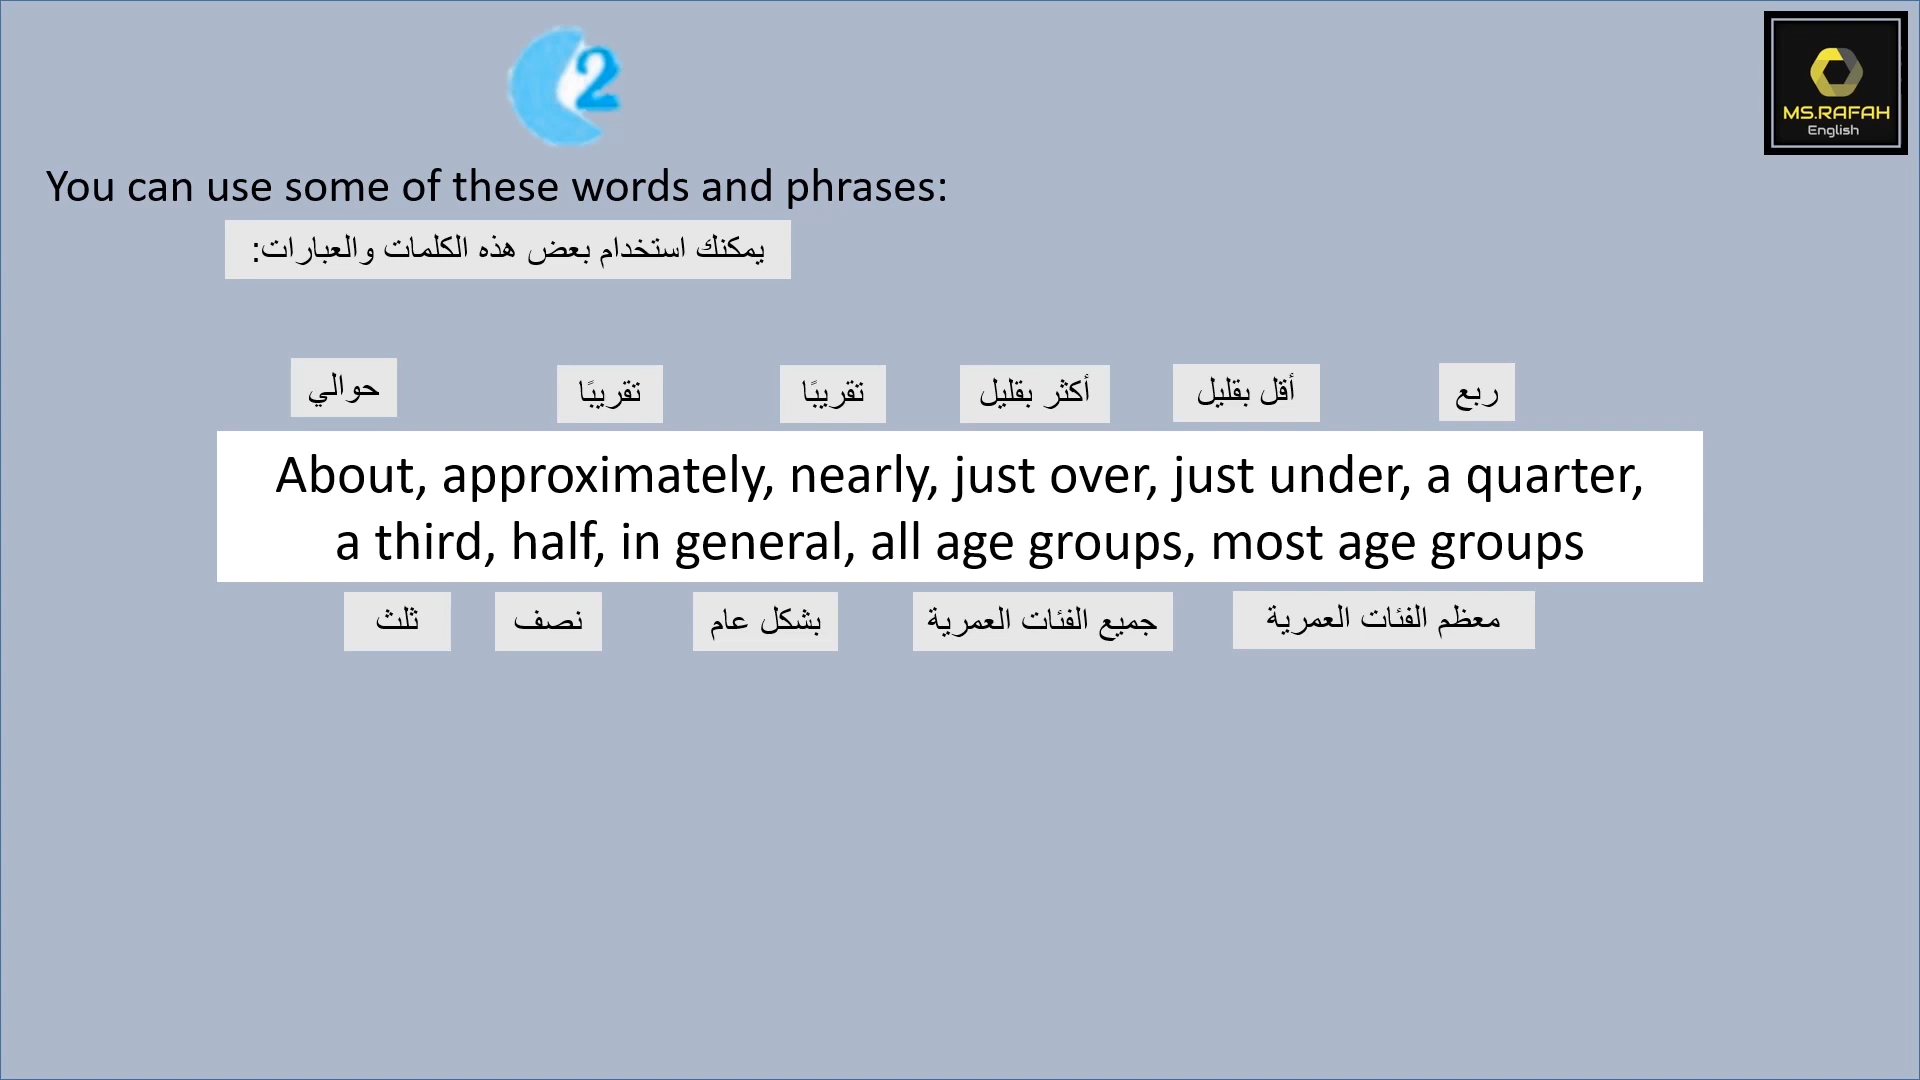 2
MS.RAFAH
English
You can use some of these words and phrases:
يمكنك استخدام بعض هذه الكلمات والعبارات:
حوالي تقريبًا تقريبًا أكثر بقليل أقل بقليل ربع
About, approximately, nearly, just over, just under, a quarter,
a third, half, in general, all age groups, most age groups
ثلث نصف بشكل عام جميع الفئات العمرية معظم الفئات العمرية